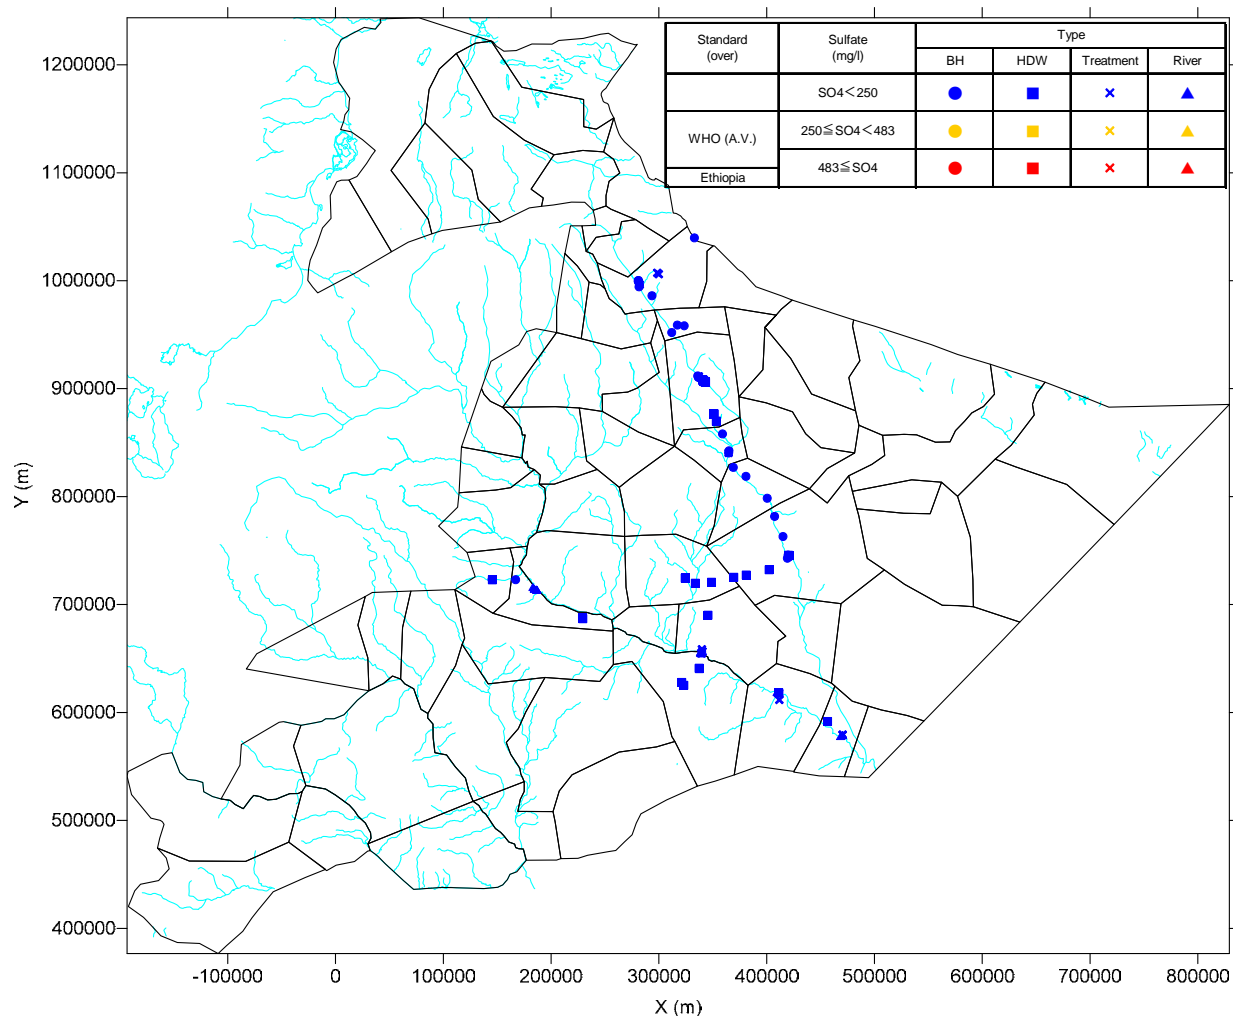 Standard
(over)
Sulfate
(mg/l)
Type
BH HDW Treatment River
SO4<250
WHO (A.V.)
250≦SO4<483
Ethiopia
483≦SO4
1200000
1100000
1000000
900000
800000
700000
600000
500000
400000
Y (m)
-100000 0 100000 200000 300000 400000 500000 600000 700000 800000
X (m)